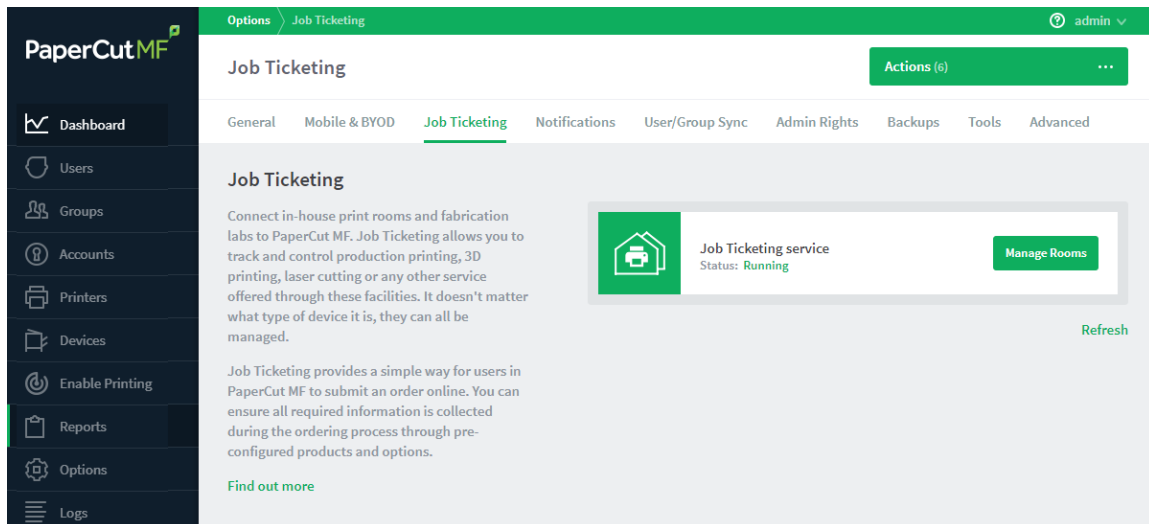 PaperCut MF
Dashboard
Users
Groups
Accounts
Printers
Devices
Enable Printing
Reports
Options
Logs
Options Job Ticketing
? admin
Job Ticketing
Actions (6) ...
General Mobile & BYOD Job Ticketing Notifications User/Group Sync Admin Rights Backups Tools Advanced
Job Ticketing
Connect in-house print rooms and fabrication
labs to PaperCut MF. Job Ticketing allows you to
track and control production printing, 3D
printing, laser cutting or any other service
offered through these facilities. It doesn't matter
what type of device it is, they can all be
managed.
Job Ticketing provides a simple way for users in
PaperCut MF to submit an order online. You can
ensure all required information is collected
during the ordering process through pre-
configured products and options.
Find out more
Job Ticketing service
Status: Running
Manage Rooms
Refresh